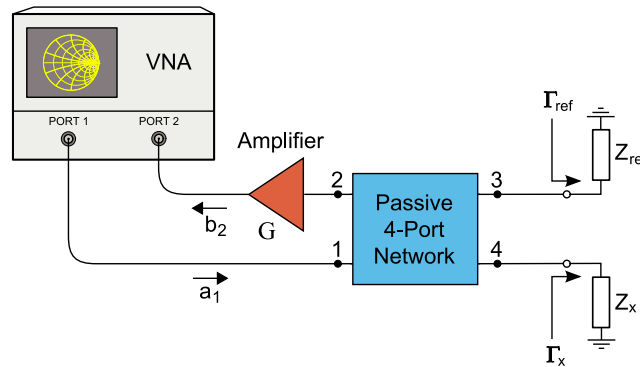 VNA
PORT 1 PORT 2
Amplifier
G
b2
a1
1
2
3
4
Passive
4-Port
Network
Γref
Zre
Γx
Zx